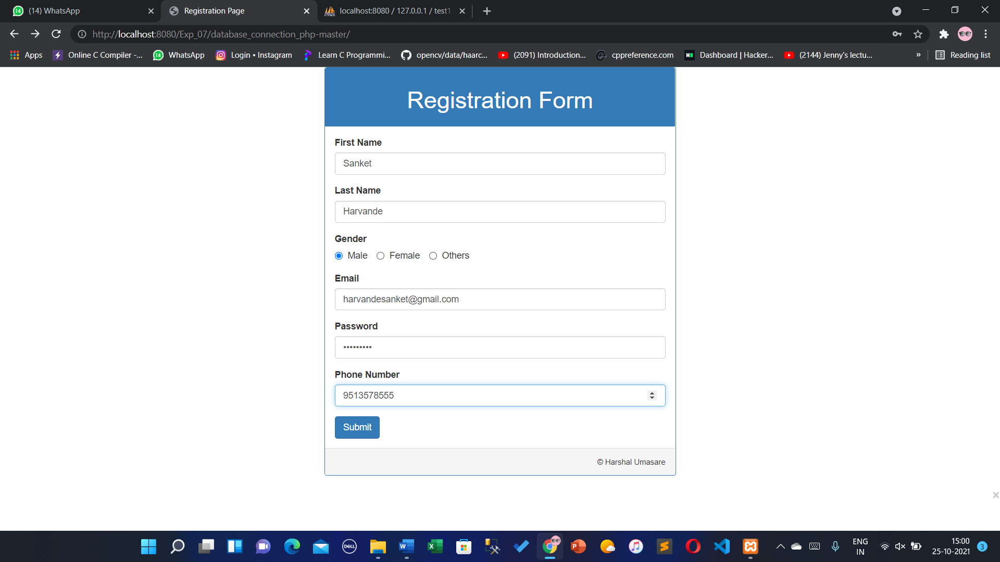 (14) WhatsApp
Registration Page
localhost:8080 / 127.0.0.1 / test1
http://localhost:8080/Exp_07/database_connection_php-master/
Apps
Online C Compiler -...
14
WhatsApp
Login • Instagram
Learn C Programmi...
opencv/data/haarc...
(2091) Introduction...
cppreference.com
Dashboard | Hacker...
(2144) Jenny's lectu...
»
Reading list
Registration Form
First Name
Sanket
Last Name
Harvande
Gender
Male
Female
Others
Email
harvandesanket@gmail.com
Password
•••••••••
Phone Number
9513578555
Submit
© Harshal Umasare
ENG
IN
15:00
25-10-2021
3